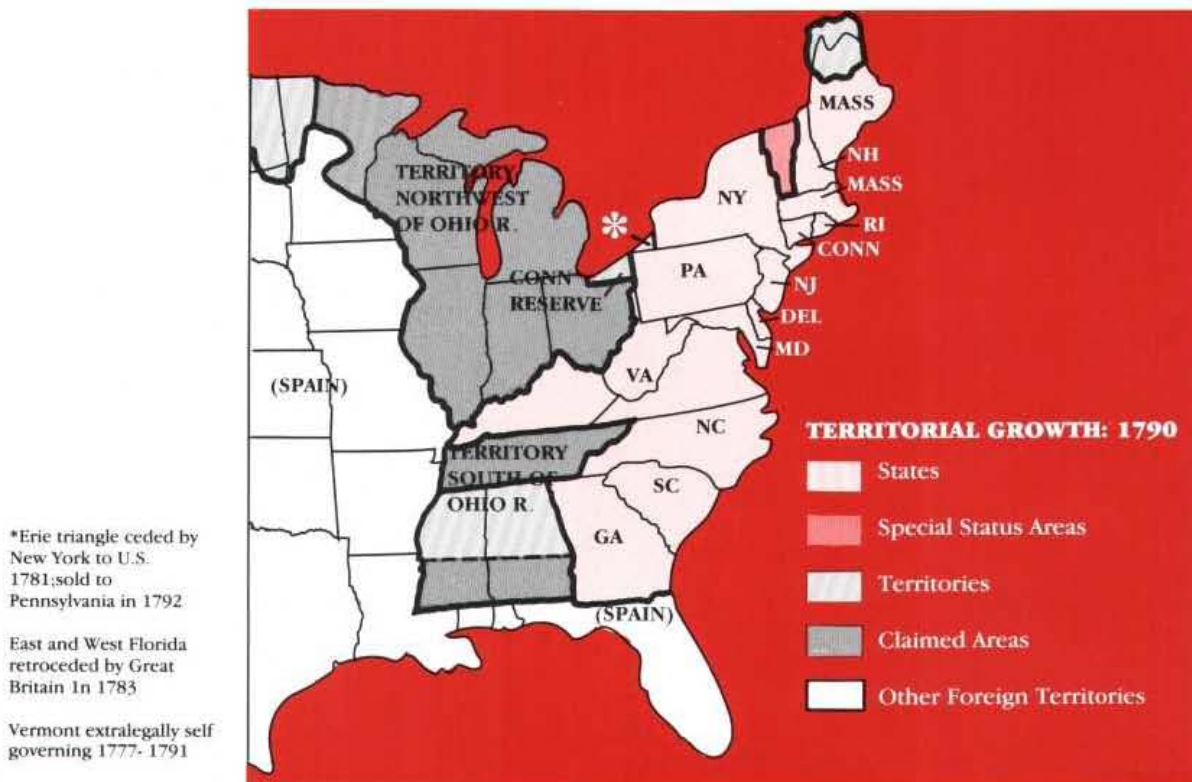 MASS
NH
MASS
RI
CONN
NJ
DEL
MD
NY
PA
VA
NC
SC
GA
TERRITORY
NORTHWEST
OF OHIO R.
*
CONN
RESERVE
(SPAIN)
TERRITORY
SOUTH OF
OHIO R.
(SPAIN)
TERRITORIAL GROWTH: 1790
States
Special Status Areas
Territories
Claimed Areas
Other Foreign Territories
*Erie triangle ceded by
New York to U.S.
1781;sold to
Pennsylvania in 1792
East and West Florida
retroceded by Great
Britain 1n 1783
Vermont extralegally self
governing 1777- 1791